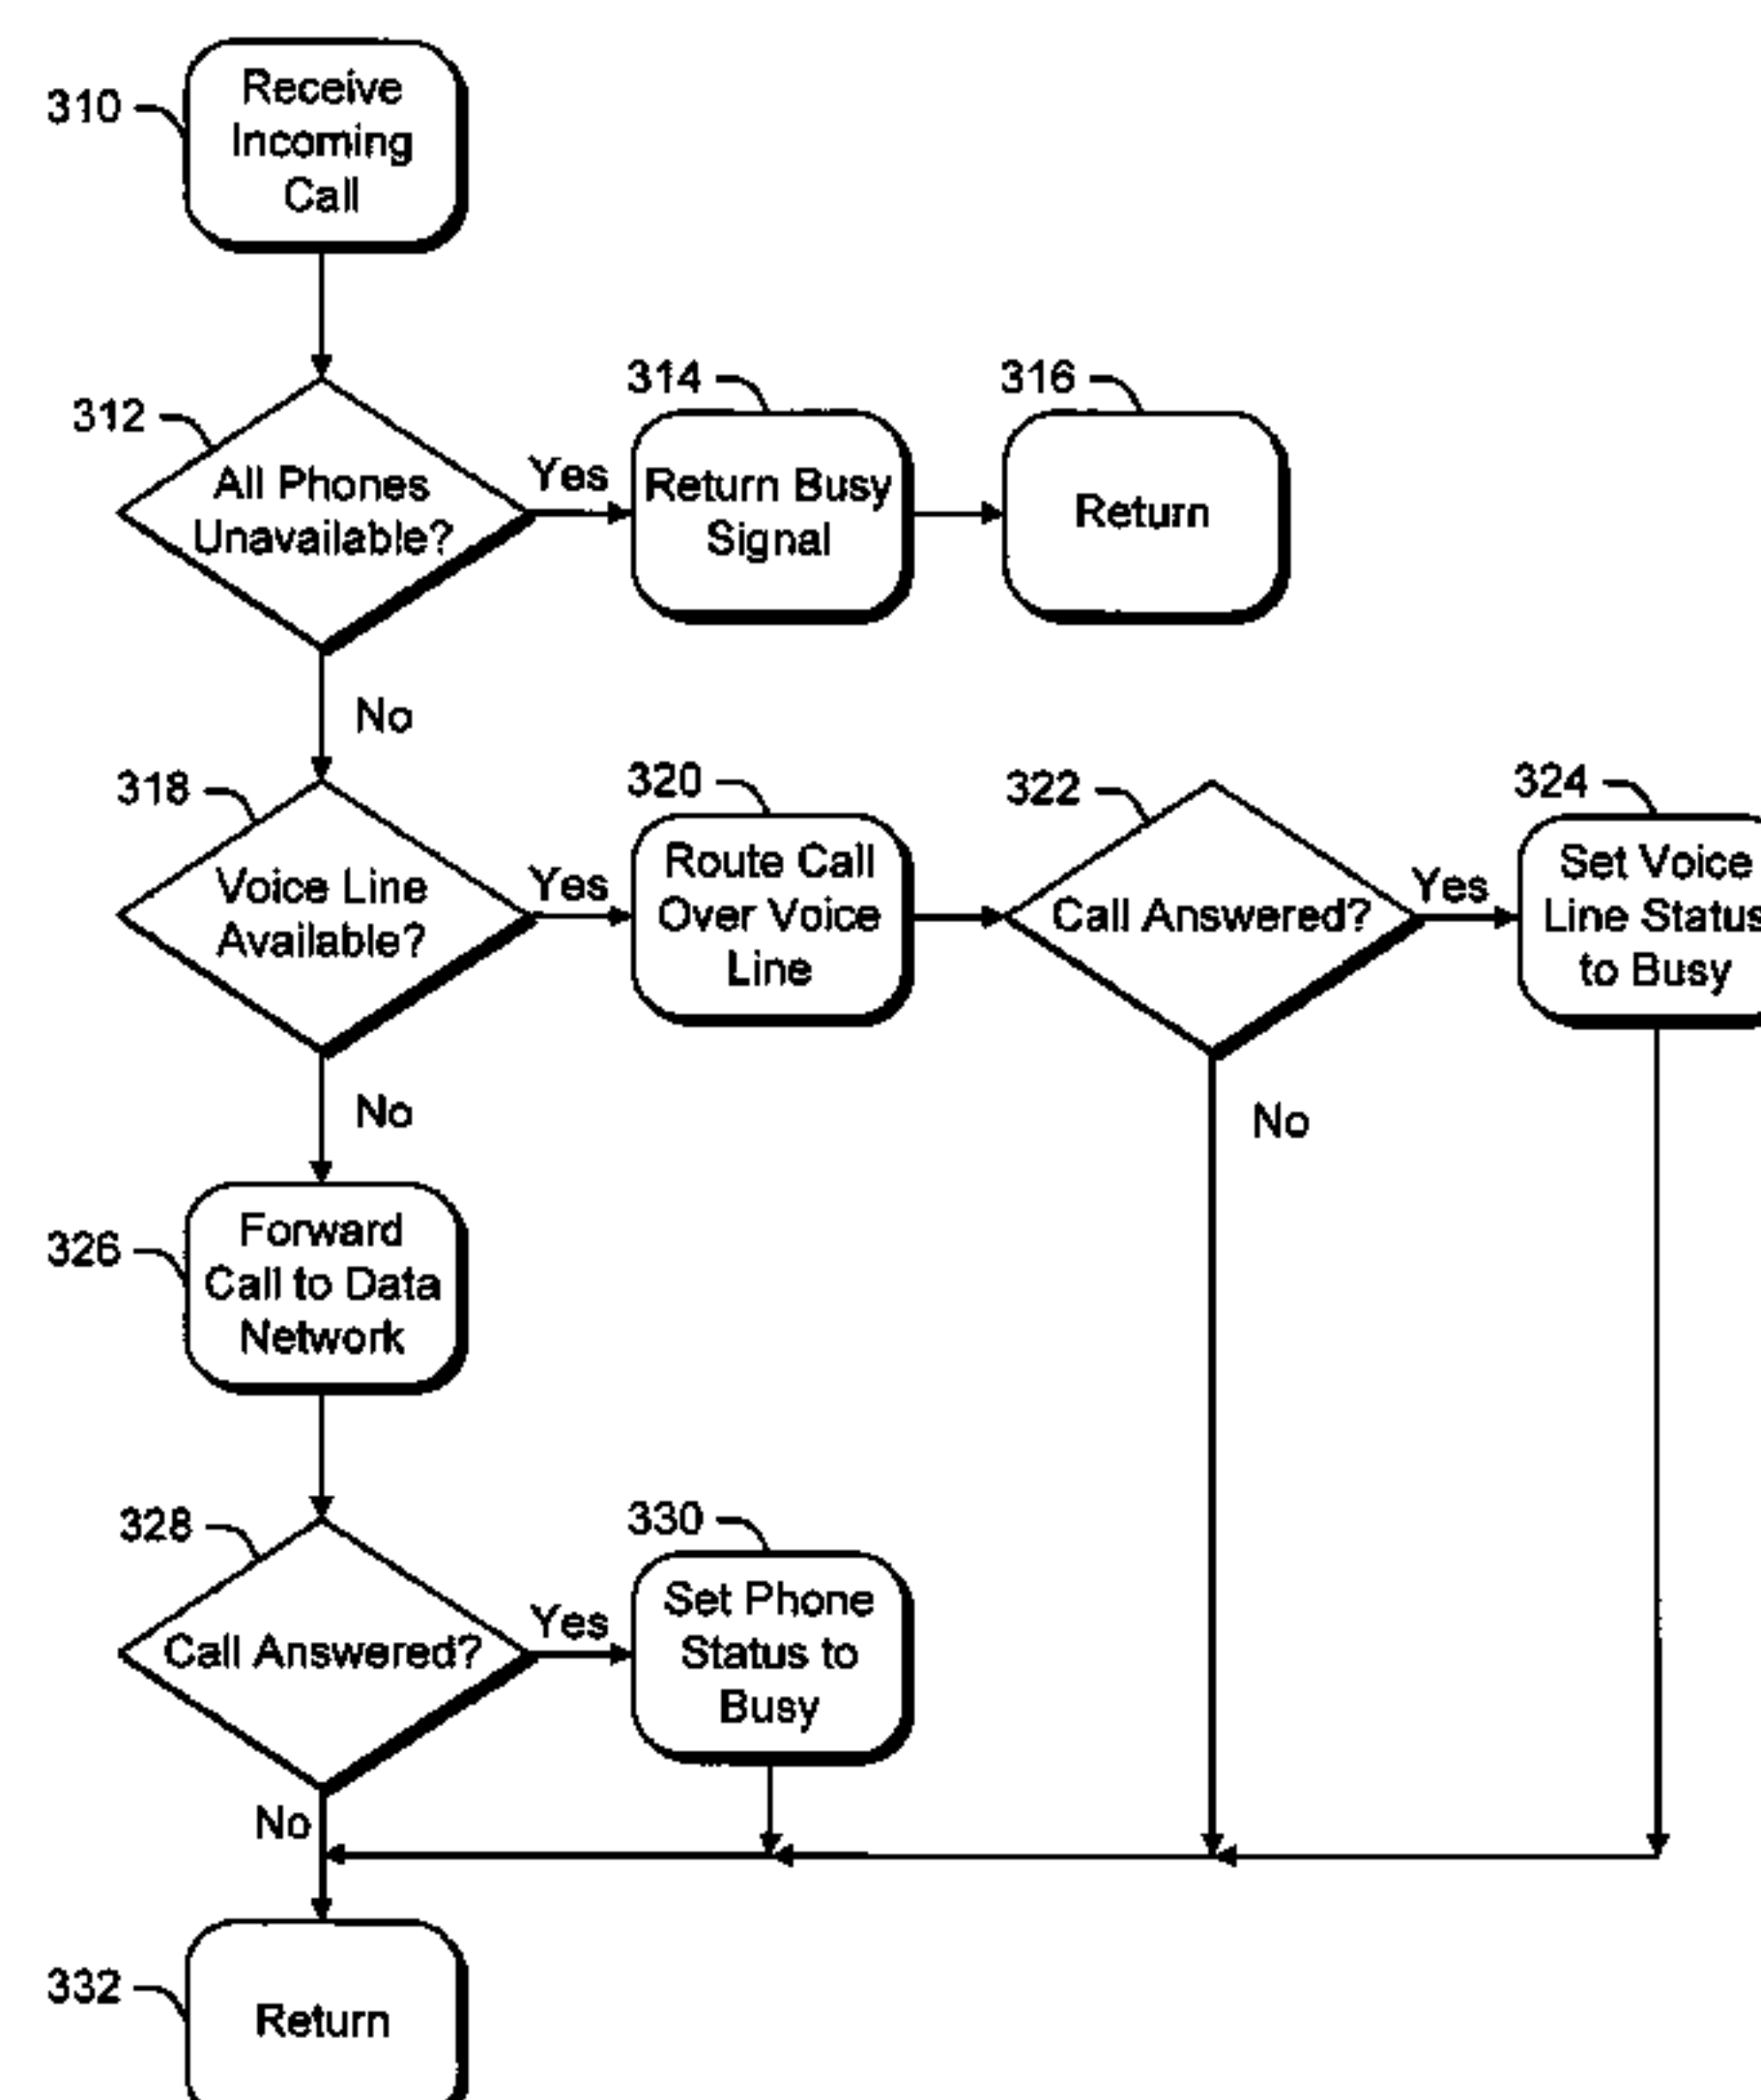 310
Receive
Incoming
Call
312
All Phones
Unavailable?
Yes
314
Return Busy
Signal
316
Return
No
318
Voice Line
Available?
Yes
320
Route Call
Over Voice
Line
322
Call Answered?
Yes
324
Set Voice
Line Status
to Busy
No
No
326
Forward
Call to Data
Network
328
Call Answered?
Yes
330
Set Phone
Status to
Busy
No
332
Return